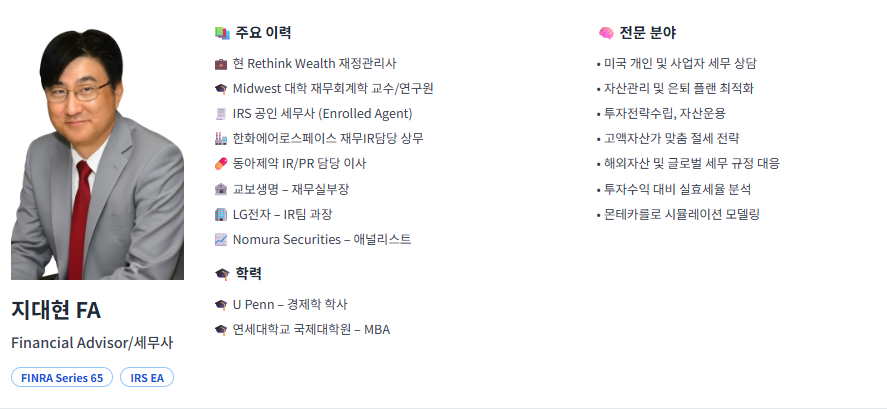 지대현 FA
Financial Advisor/세무사
FINRA Series 65 IRS EA
주요 이력
현 Rethink Wealth 재정관리사
Midwest 대학 재무회계학 교수/연구원
IRS 공인 세무사 (Enrolled Agent)
한화에어로스페이스 재무IR담당 상무
동아제약 IR/PR 담당 이사
교보생명 – 재무실부장
LG전자 – IR팀 과장
Nomura Securities – 애널리스트
학력
U Penn – 경제학 학사
연세대학교 국제대학원 – MBA
전문 분야
• 미국 개인 및 사업자 세무 상담
• 자산관리 및 은퇴 플랜 최적화
• 투자전략수립, 자산운용
• 고액자산가 맞춤 절세 전략
• 해외자산 및 글로벌 세무 규정 대응
• 투자수익 대비 실효세율 분석
• 몬테카를로 시뮬레이션 모델링